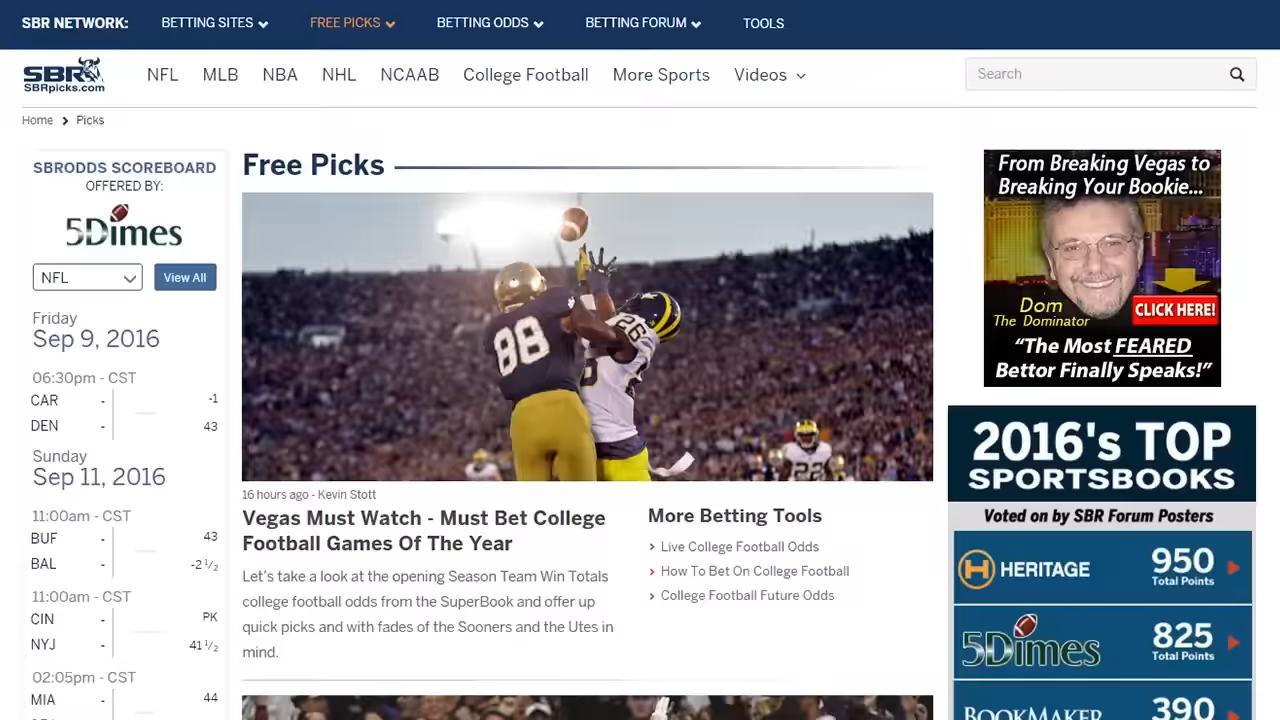 SBR NETWORK: BETTING SITES FREE PICKS BETTING ODDS BETTING FORUM TOOLS
SBR
SBRpicks.com
NFL MLB NBA NHL NCAAB College Football More Sports Videos
Search
Home Picks
SBRODDS SCOREBOARD
OFFERED BY:
5Dimes
NFL View All
Friday
Sep 9, 2016
06:30pm - CST
CAR - -1
DEN - 43
Sunday
Sep 11, 2016
11:00am - CST
BUF - 43
BAL - -2 1/2
11:00am - CST
CIN - PK
NYJ - 41 1/2
02:05pm - CST
MIA 44
Free Picks
88
26
22
16 hours ago - Kevin Stott
Vegas Must Watch - Must Bet College
Football Games Of The Year
Let's take a look at the opening Season Team Win Totals
college football odds from the SuperBook and offer up
quick picks and with fades of the Sooners and the Utes in
mind.
More Betting Tools
Live College Football Odds
How To Bet On College Football
College Football Future Odds
From Breaking Vegas to
Breaking Your Bookie...
Dom
The Dominator
CLICK HERE!
“The Most FEARED
Bettor Finally Speaks!”
2016's TOP
SPORTSBOOKS
Voted on by SBR Forum Posters
H HERITAGE 950
Total Points
5Dimes 825
Total Points
BOOKMAKER 390